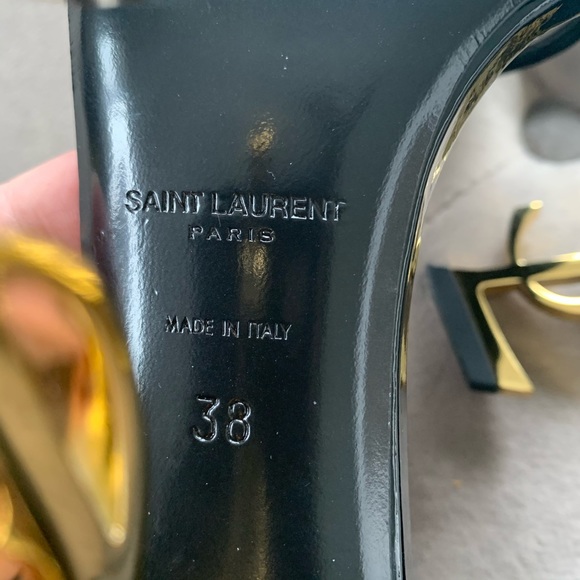 SAINT LAURENT
PARIS
MADE IN ITALY
38